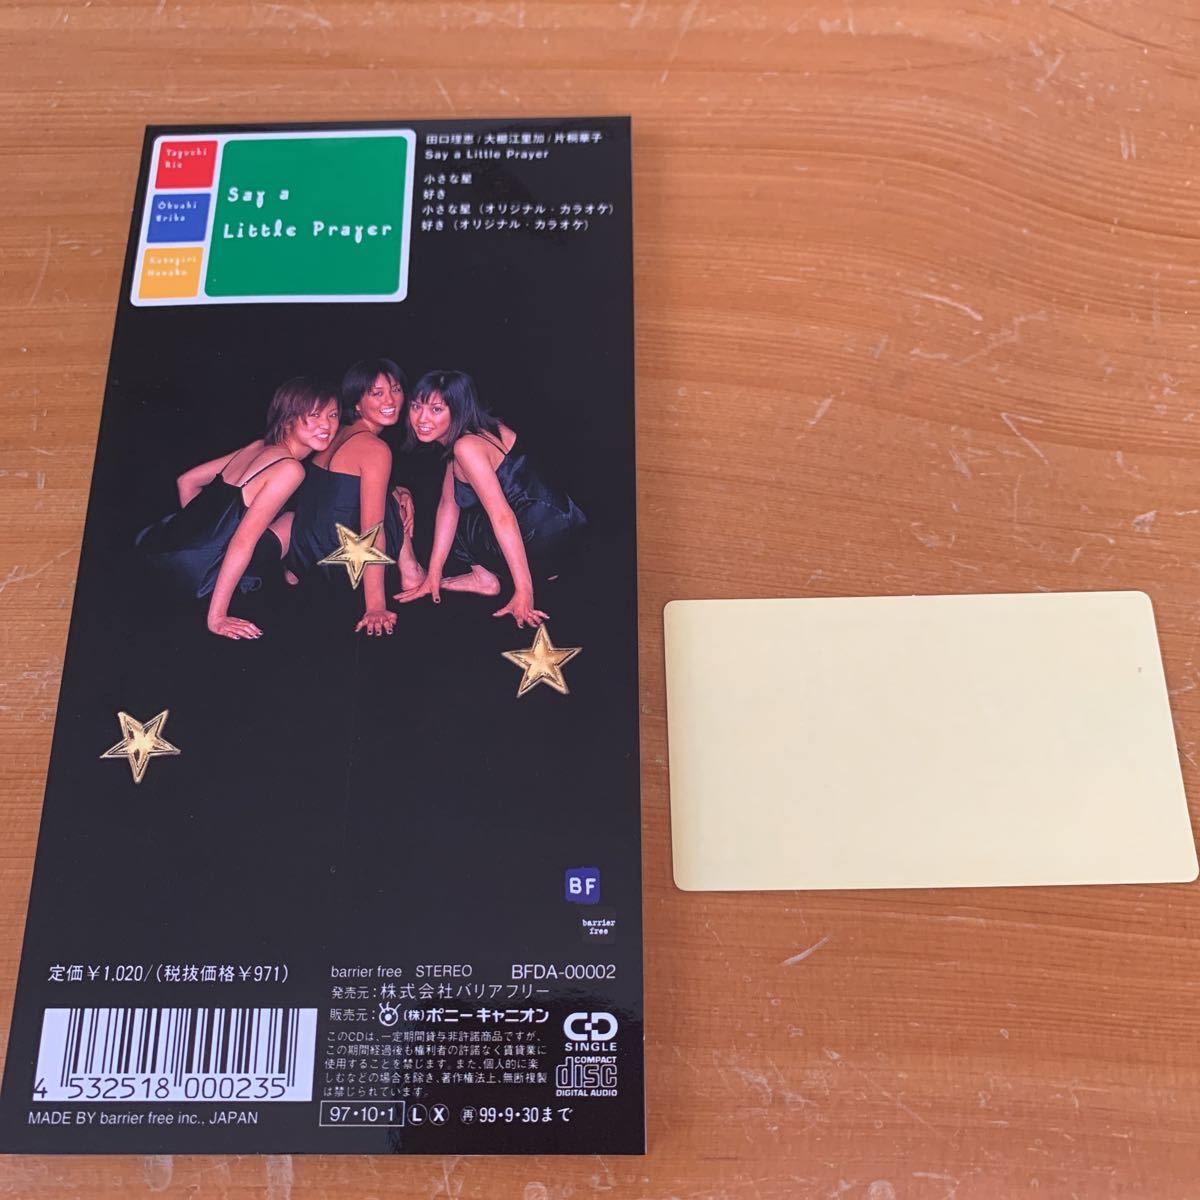 Taguchi
Rie
Ōkushi
Eriko
Katagiri
Hanako
Say a
Little Prayer
田口理恵/大櫛江里加/片桐華子
Say a Little Prayer
小さな星
好き
小さな星（オリジナル・カラオケ）
好き（オリジナル・カラオケ）
BF
barrier
free
定価¥1,020/(税抜価格¥971)
barrier free STEREO BFDA-00002
発売元:株式会社バリアフリー
販売元: (株)ポニーキャニオン
このCDは、一定期間貸与非許諾商品ですが、
この期間経過後も権利者の許諾なく賃貸業に
使用することを禁じます。また、個人的に楽
しむなどの場合を除き、著作権法上、無断複製
は禁じられています。
CD
SINGLE
COMPACT
disc
DIGITAL AUDIO
4 532518 000235
MADE BY barrier free inc., JAPAN
97・10・1 L X 再 99・9・30まで